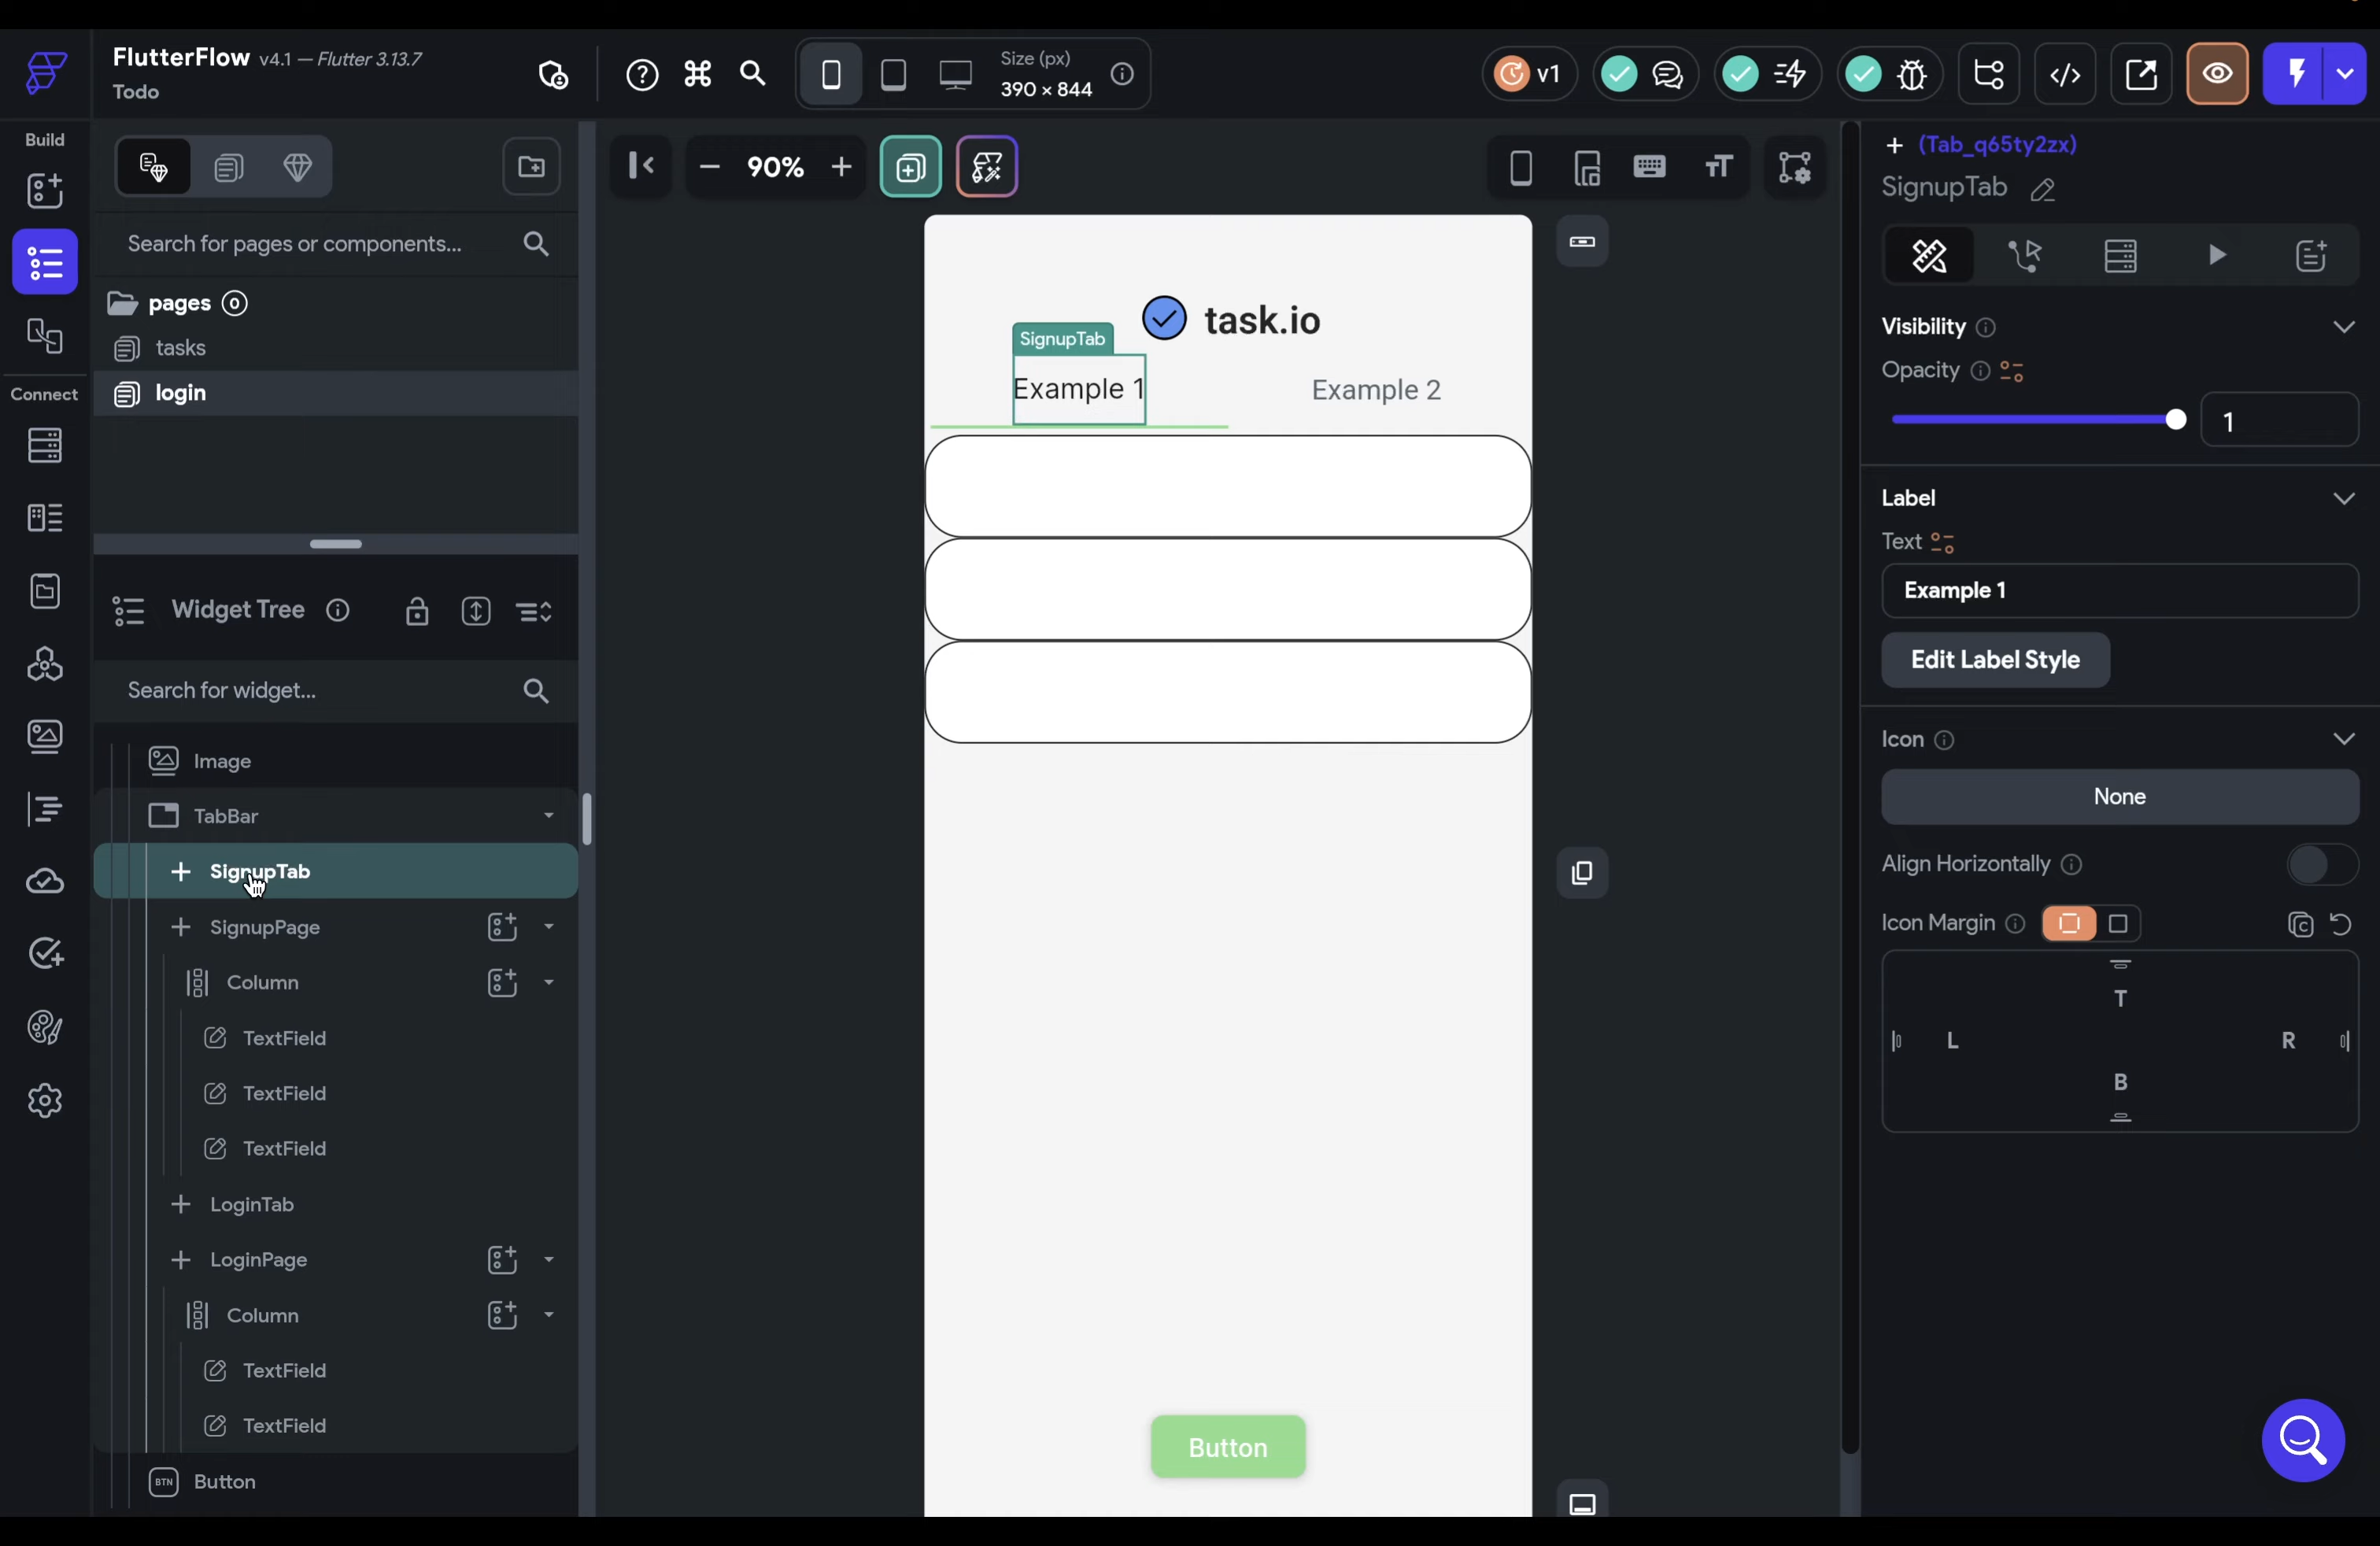 FlutterFlow v4.1 — Flutter 3.13.7
Todo
Size (px)
390 × 844
v1
Build
Connect
Search for pages or components...
pages 0
tasks
login
Widget Tree
Search for widget...
Image
TabBar
SignupTab
SignupPage
Column
TextField
TextField
TextField
LoginTab
LoginPage
Column
TextField
TextField
BTN Button
90%
task.io
SignupTab
Example 1
Example 2
Button
+ (Tab_q65ty2zx)
SignupTab
Visibility
Opacity
1
Label
Text
Example 1
Edit Label Style
Icon
None
Align Horizontally
Icon Margin
T
L
R
B